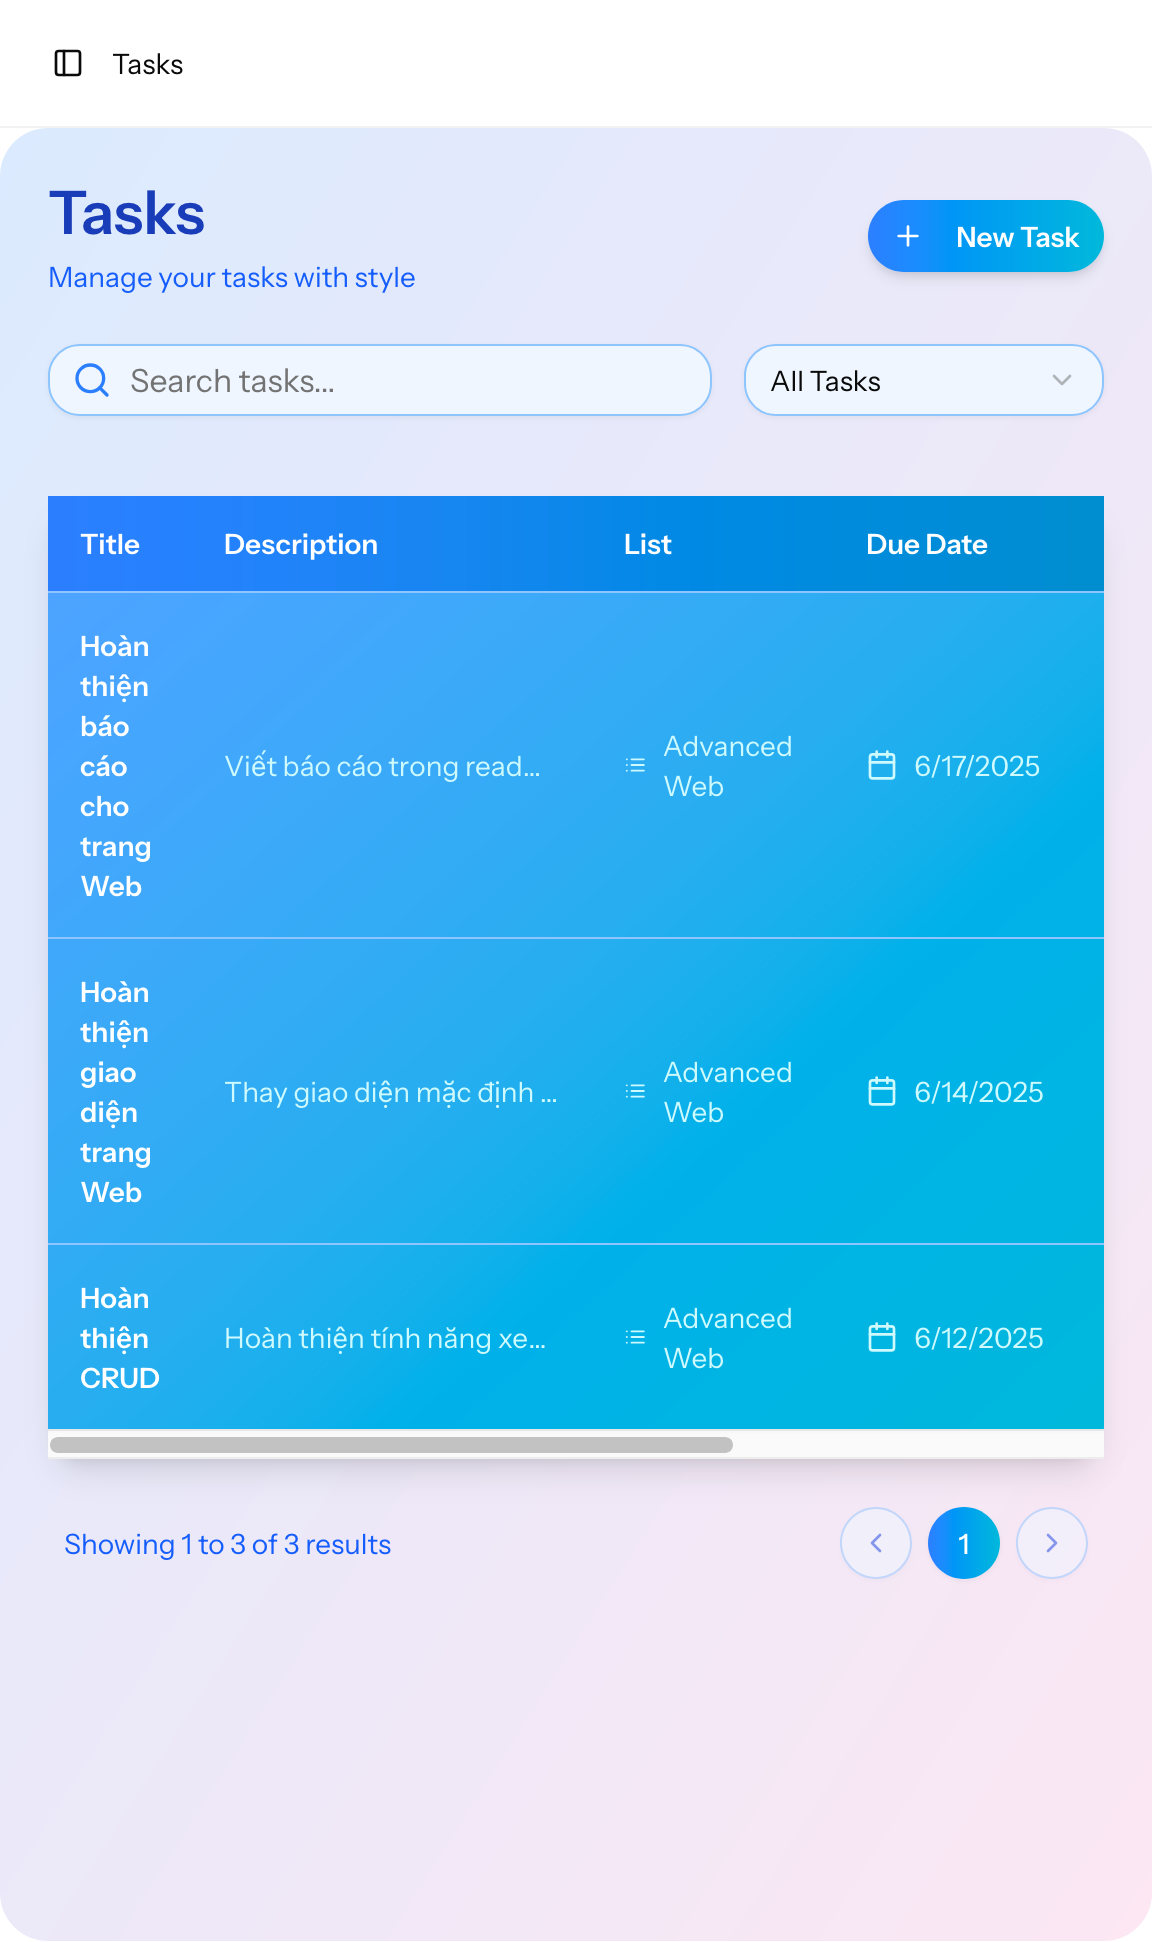 Tasks
Tasks
Manage your tasks with style
New Task
Search tasks...
All Tasks
Title
Description
List
Due Date
Hoàn
thiện
báo
cáo
cho
trang
Web
Viết báo cáo trong read...
Advanced
Web
6/17/2025
Hoàn
thiện
giao
diện
trang
Web
Thay giao diện mặc định ...
Advanced
Web
6/14/2025
Hoàn
thiện
CRUD
Hoàn thiện tính năng xe...
Advanced
Web
6/12/2025
Showing 1 to 3 of 3 results
1